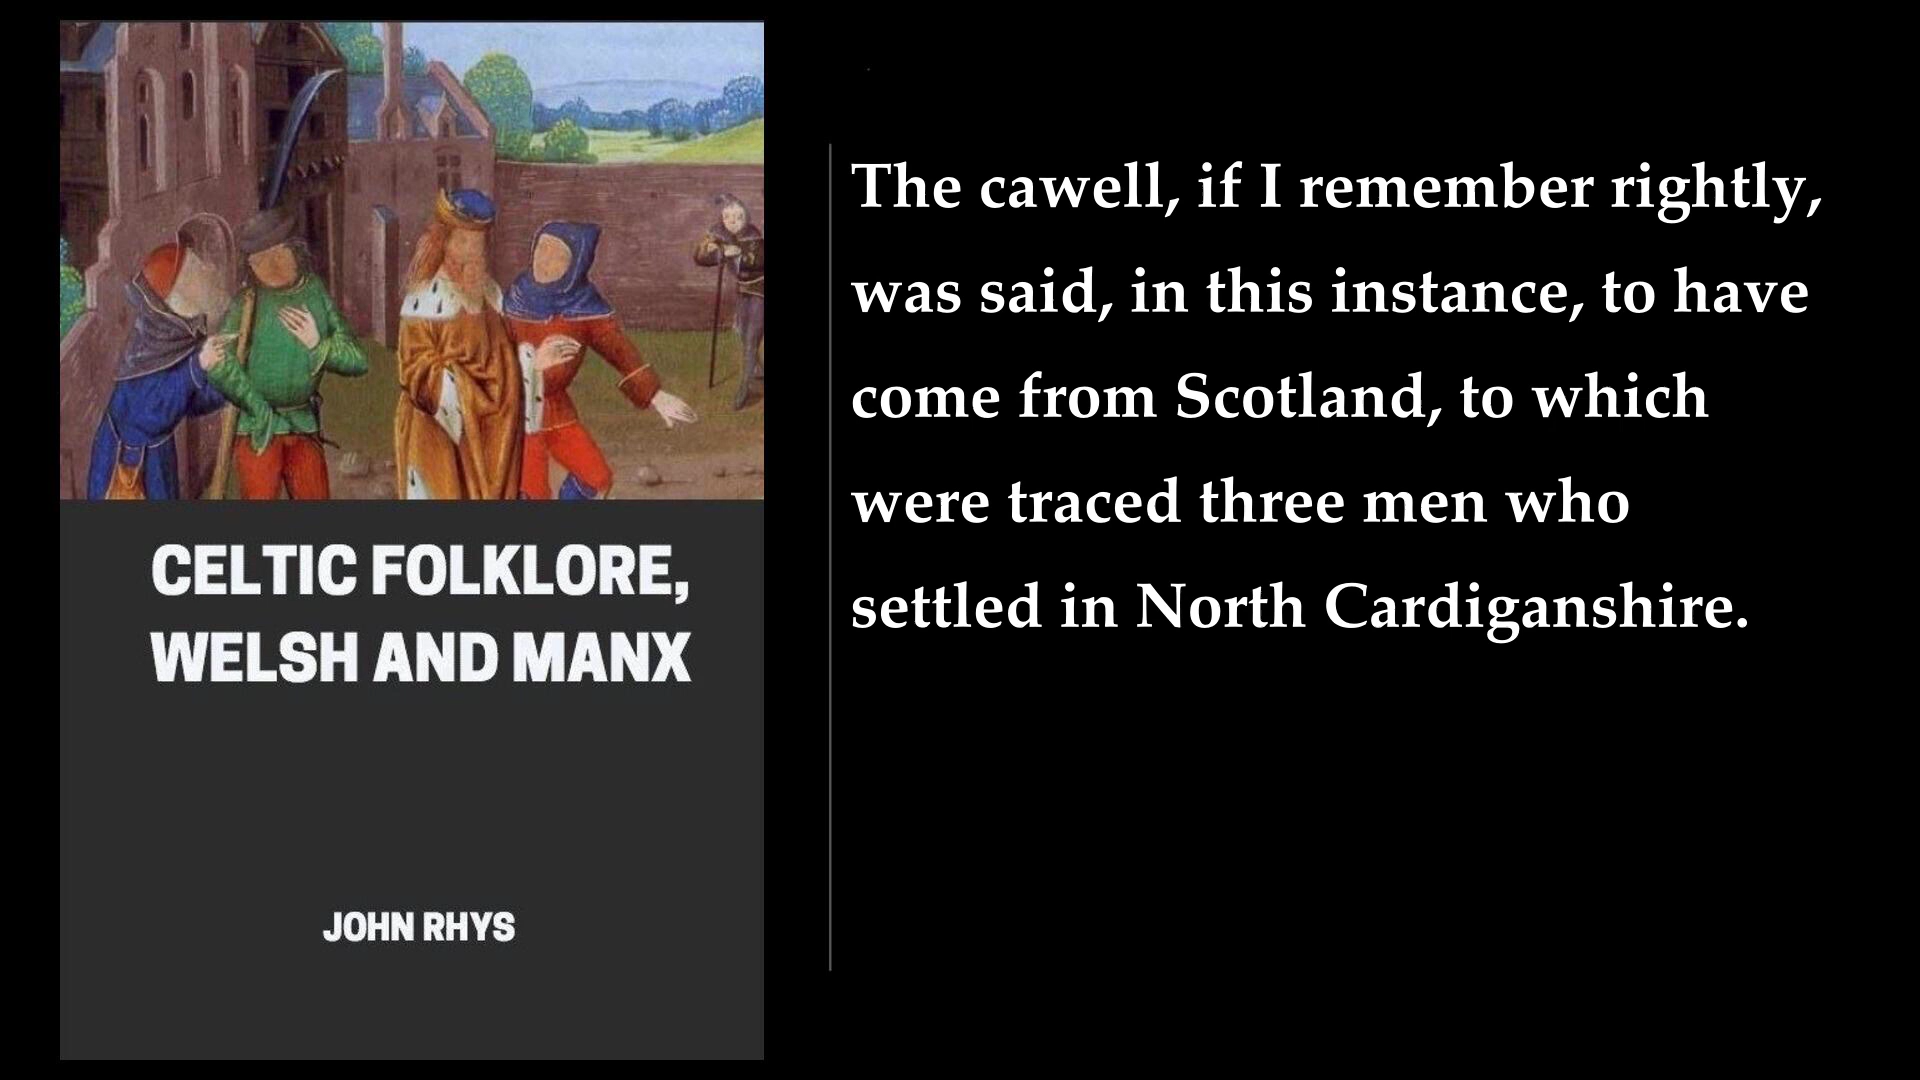 CELTIC FOLKLORE,
WELSH AND MANX
JOHN RHYS
The cawell, if I remember rightly,
was said, in this instance, to have
come from Scotland, to which
were traced three men who
settled in North Cardiganshire.